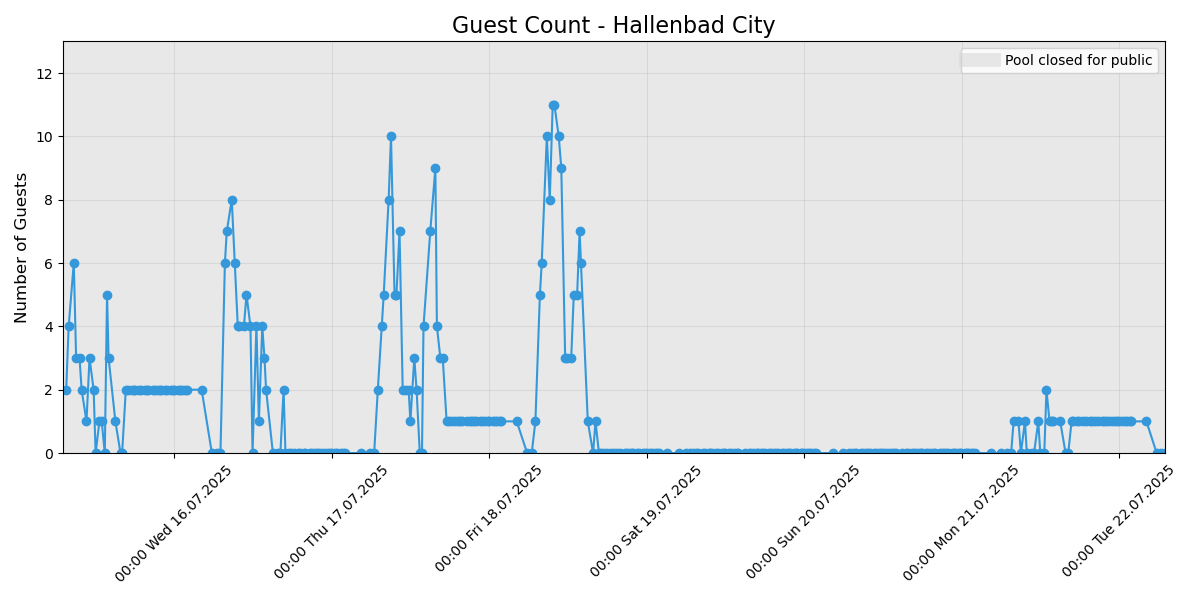 Guest Count - Hallenbad City
Pool closed for public
Number of Guests
12
10
8
6
4
2
0
00:00 Wed 16.07.2025
00:00 Thu 17.07.2025
00:00 Fri 18.07.2025
00:00 Sat 19.07.2025
00:00 Sun 20.07.2025
00:00 Mon 21.07.2025
00:00 Tue 22.07.2025